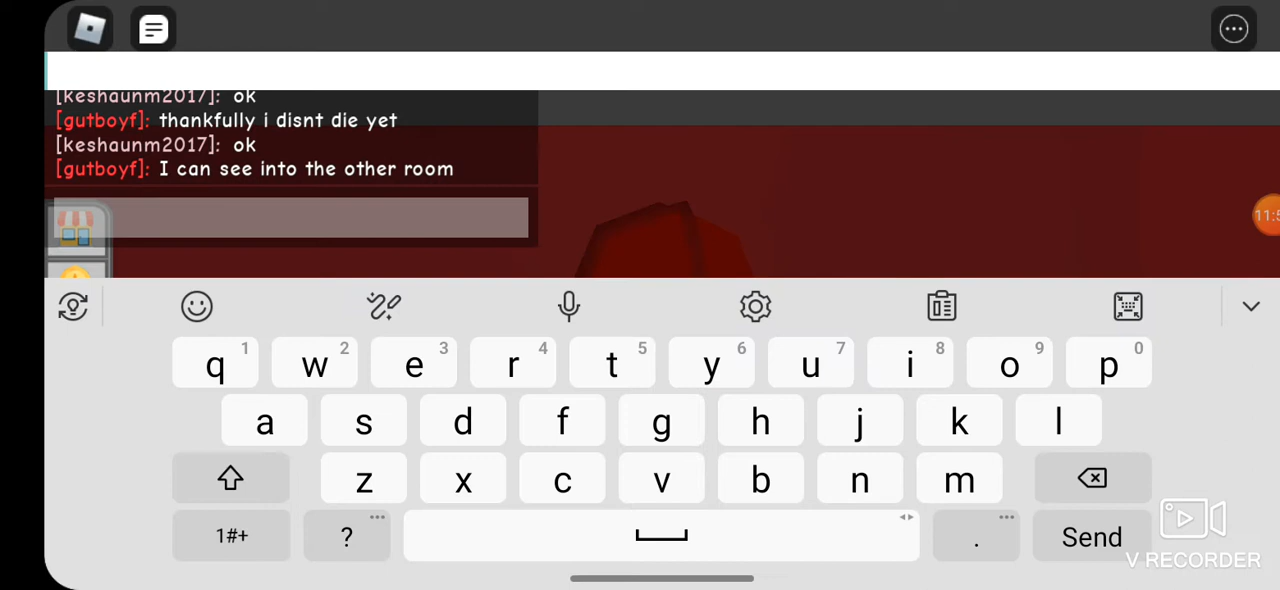 [keshaunm2017]: ok
[gutboyf]: thankfully i disnt die yet
[keshaunm2017]: ok
[gutboyf]: I can see into the other room
q 1 w 2 e 3 r 4 t 5 y 6 u 7 i 8 o 9 p 0
a s d f g h j k l
z x c v b n m
1#+ ? . Send
V RECORDER